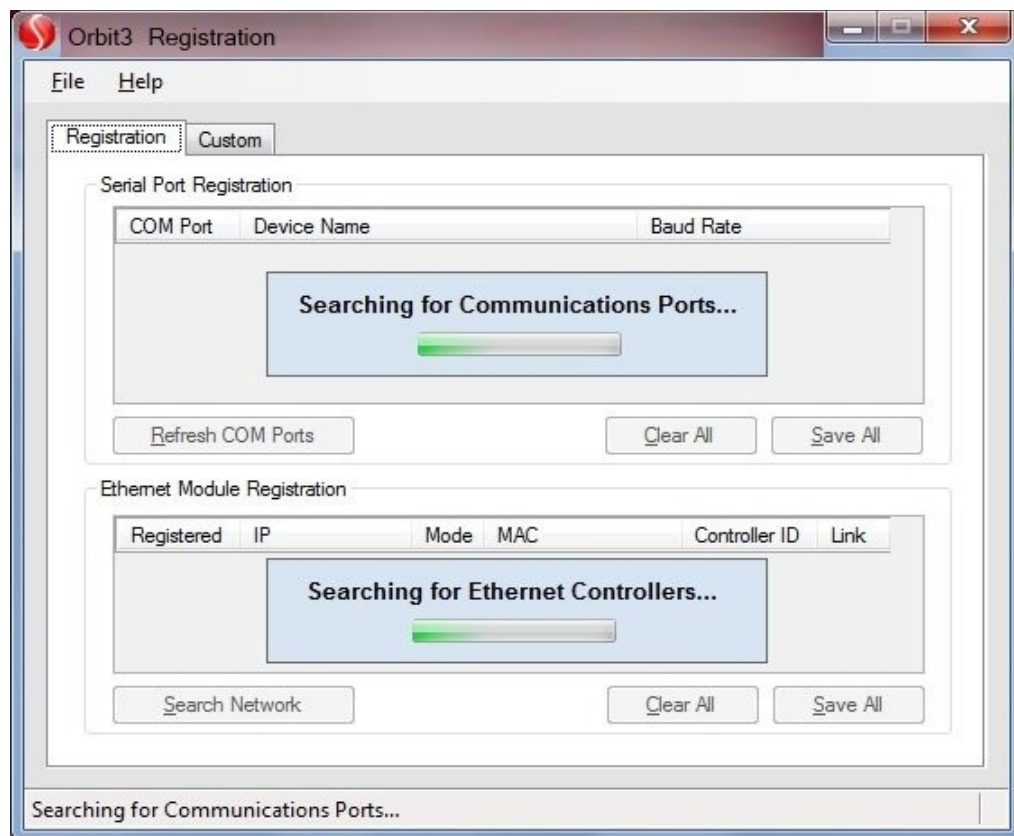 Orbit3 Registration
File Help
Registration Custom
Serial Port Registration
COM Port Device Name Baud Rate
Searching for Communications Ports...
Refresh COM Ports Clear All Save All
Ethernet Module Registration
Registered IP Mode MAC Controller ID Link
Searching for Ethernet Controllers...
Search Network Clear All Save All
Searching for Communications Ports...